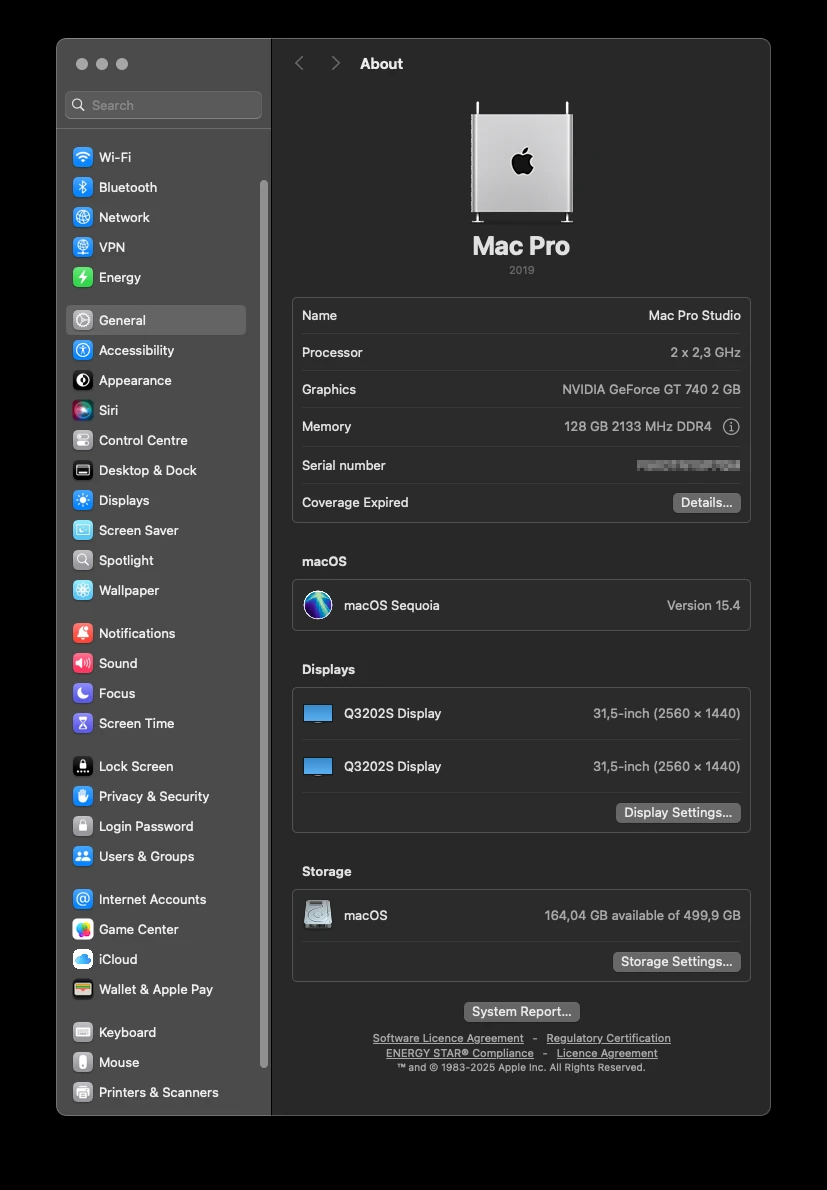 About
Search
Wi-Fi
Bluetooth
Network
VPN
Energy
General
Accessibility
Appearance
Siri
Control Centre
Desktop & Dock
Displays
Screen Saver
Spotlight
Wallpaper
Notifications
Sound
Focus
Screen Time
Lock Screen
Privacy & Security
Login Password
Users & Groups
Internet Accounts
Game Center
iCloud
Wallet & Apple Pay
Keyboard
Mouse
Printers & Scanners
Mac Pro
2019
Name Mac Pro Studio
Processor 2 x 2,3 GHz
Graphics NVIDIA GeForce GT 740 2 GB
Memory 128 GB 2133 MHz DDR4
Serial number
Coverage Expired Details...
macOS
macOS Sequoia Version 15.4
Displays
Q3202S Display 31,5-inch (2560 × 1440)
Q3202S Display 31,5-inch (2560 × 1440)
Display Settings...
Storage
macOS 164,04 GB available of 499,9 GB
Storage Settings...
System Report...
Software Licence Agreement - Regulatory Certification
ENERGY STAR® Compliance - Licence Agreement
™ and © 1983-2025 Apple Inc. All Rights Reserved.